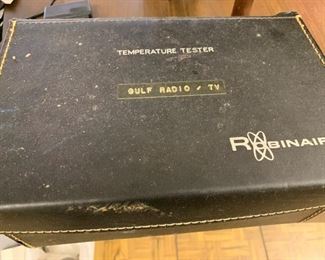 TEMPERATURE TESTER
GULF RADIO / TV
ROBINAIR